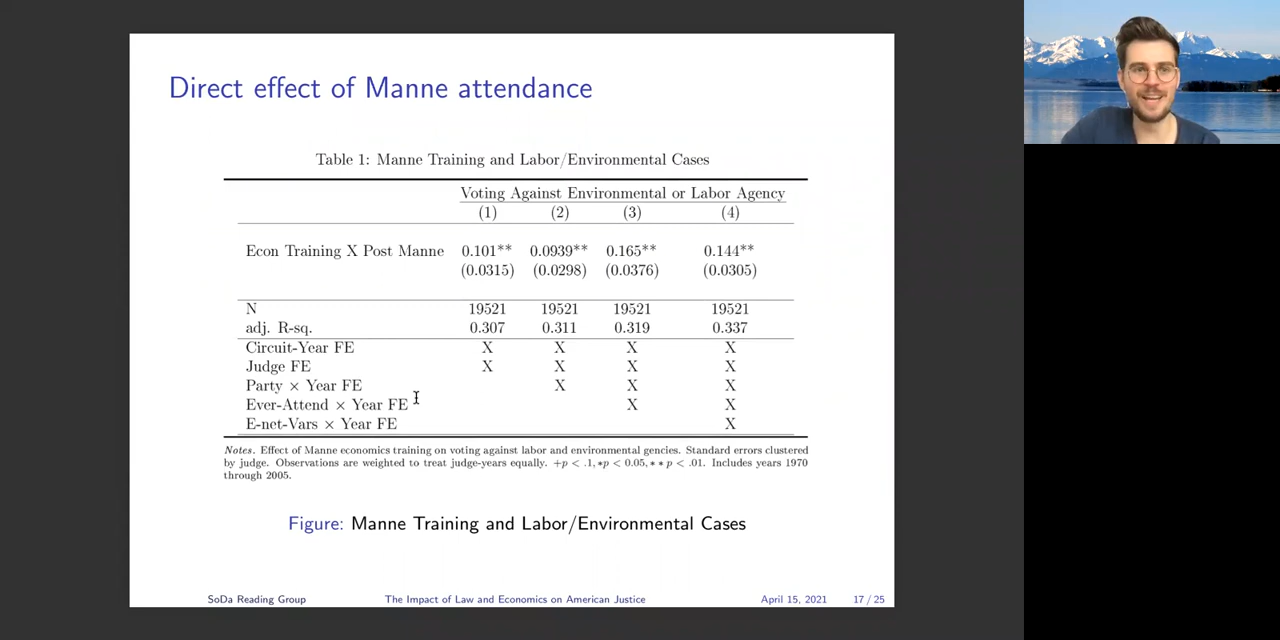 Direct effect of Manne attendance
Table 1: Manne Training and Labor/Environmental Cases
Voting Against Environmental or Labor Agency
(1) (2) (3) (4)
Econ Training X Post Manne 0.101** 0.0939** 0.165** 0.144**
(0.0315) (0.0298) (0.0376) (0.0305)
N 19521 19521 19521 19521
adj. R-sq. 0.307 0.311 0.319 0.337
Circuit-Year FE X X X X
Judge FE X X X X
Party × Year FE X X X
Ever-Attend × Year FE X X
E-net-Vars × Year FE X
Notes. Effect of Manne economics training on voting against labor and environmental gencies. Standard errors clustered
by judge. Observations are weighted to treat judge-years equally. +p < .1, ∗p < 0.05, ∗ ∗ p < .01. Includes years 1970
through 2005.
Figure: Manne Training and Labor/Environmental Cases
SoDa Reading Group The Impact of Law and Economics on American Justice April 15, 2021 17 / 25